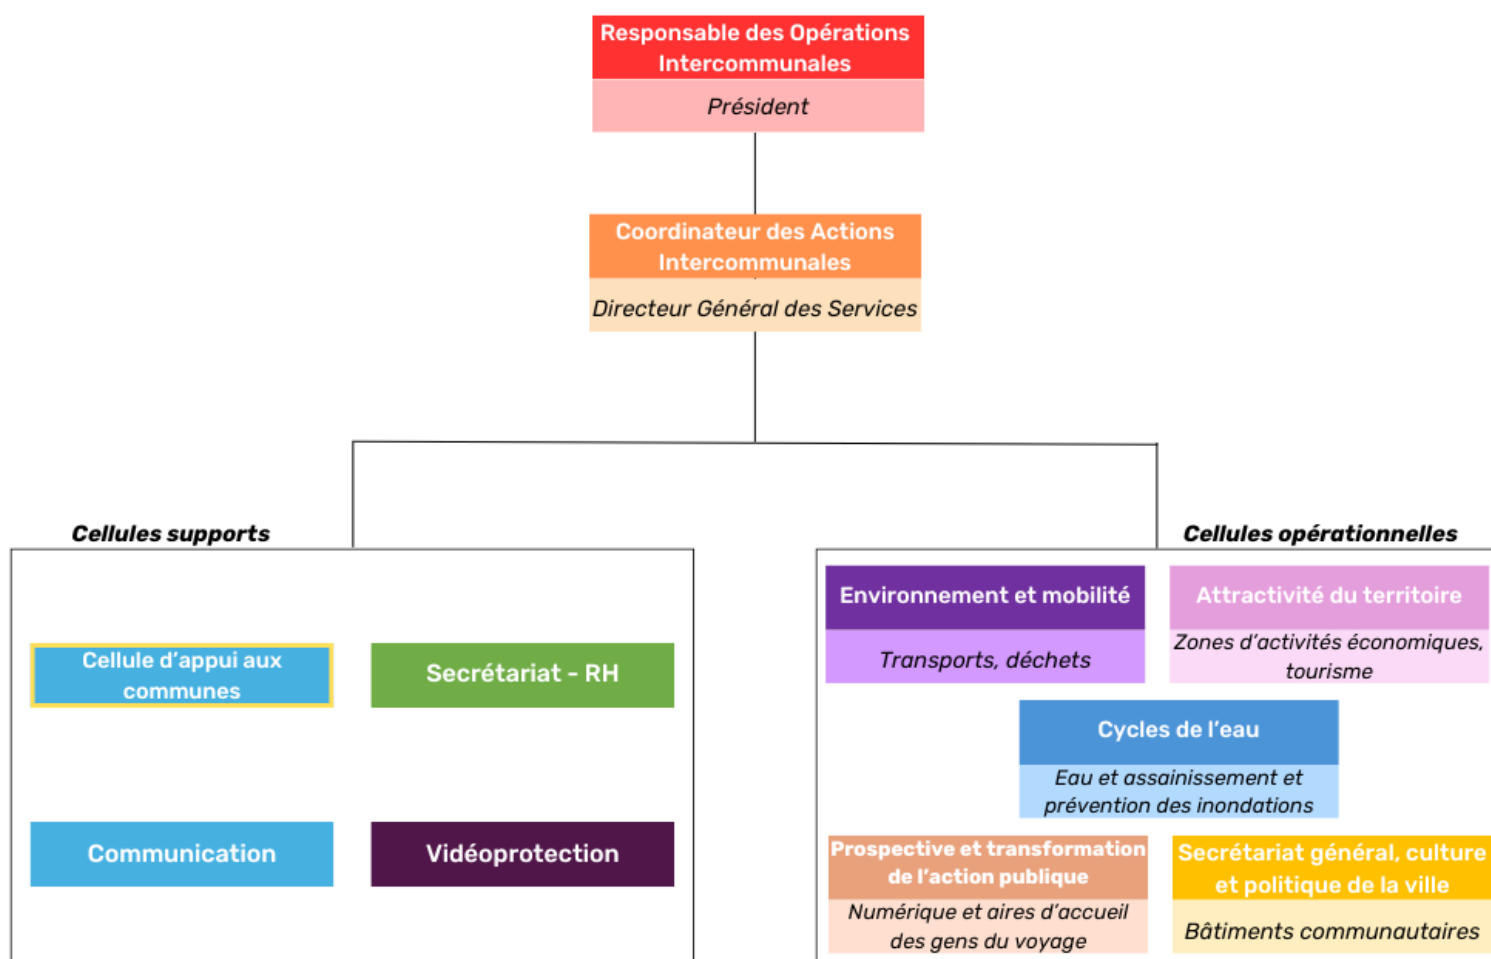 Responsable des Opérations
Intercommunales
Président
Coordinateur des Actions
Intercommunales
Directeur Général des Services
Cellules supports
Cellule d'appui aux
communes
Secrétariat - RH
Communication
Vidéoprotection
Cellules opérationnelles
Environnement et mobilité
Transports, déchets
Attractivité du territoire
Zones d'activités économiques,
tourisme
Cycles de l'eau
Eau et assainissement et
prévention des inondations
Prospective et transformation
de l'action publique
Numérique et aires d'accueil
des gens du voyage
Secrétariat général, culture
et politique de la ville
Bâtiments communautaires